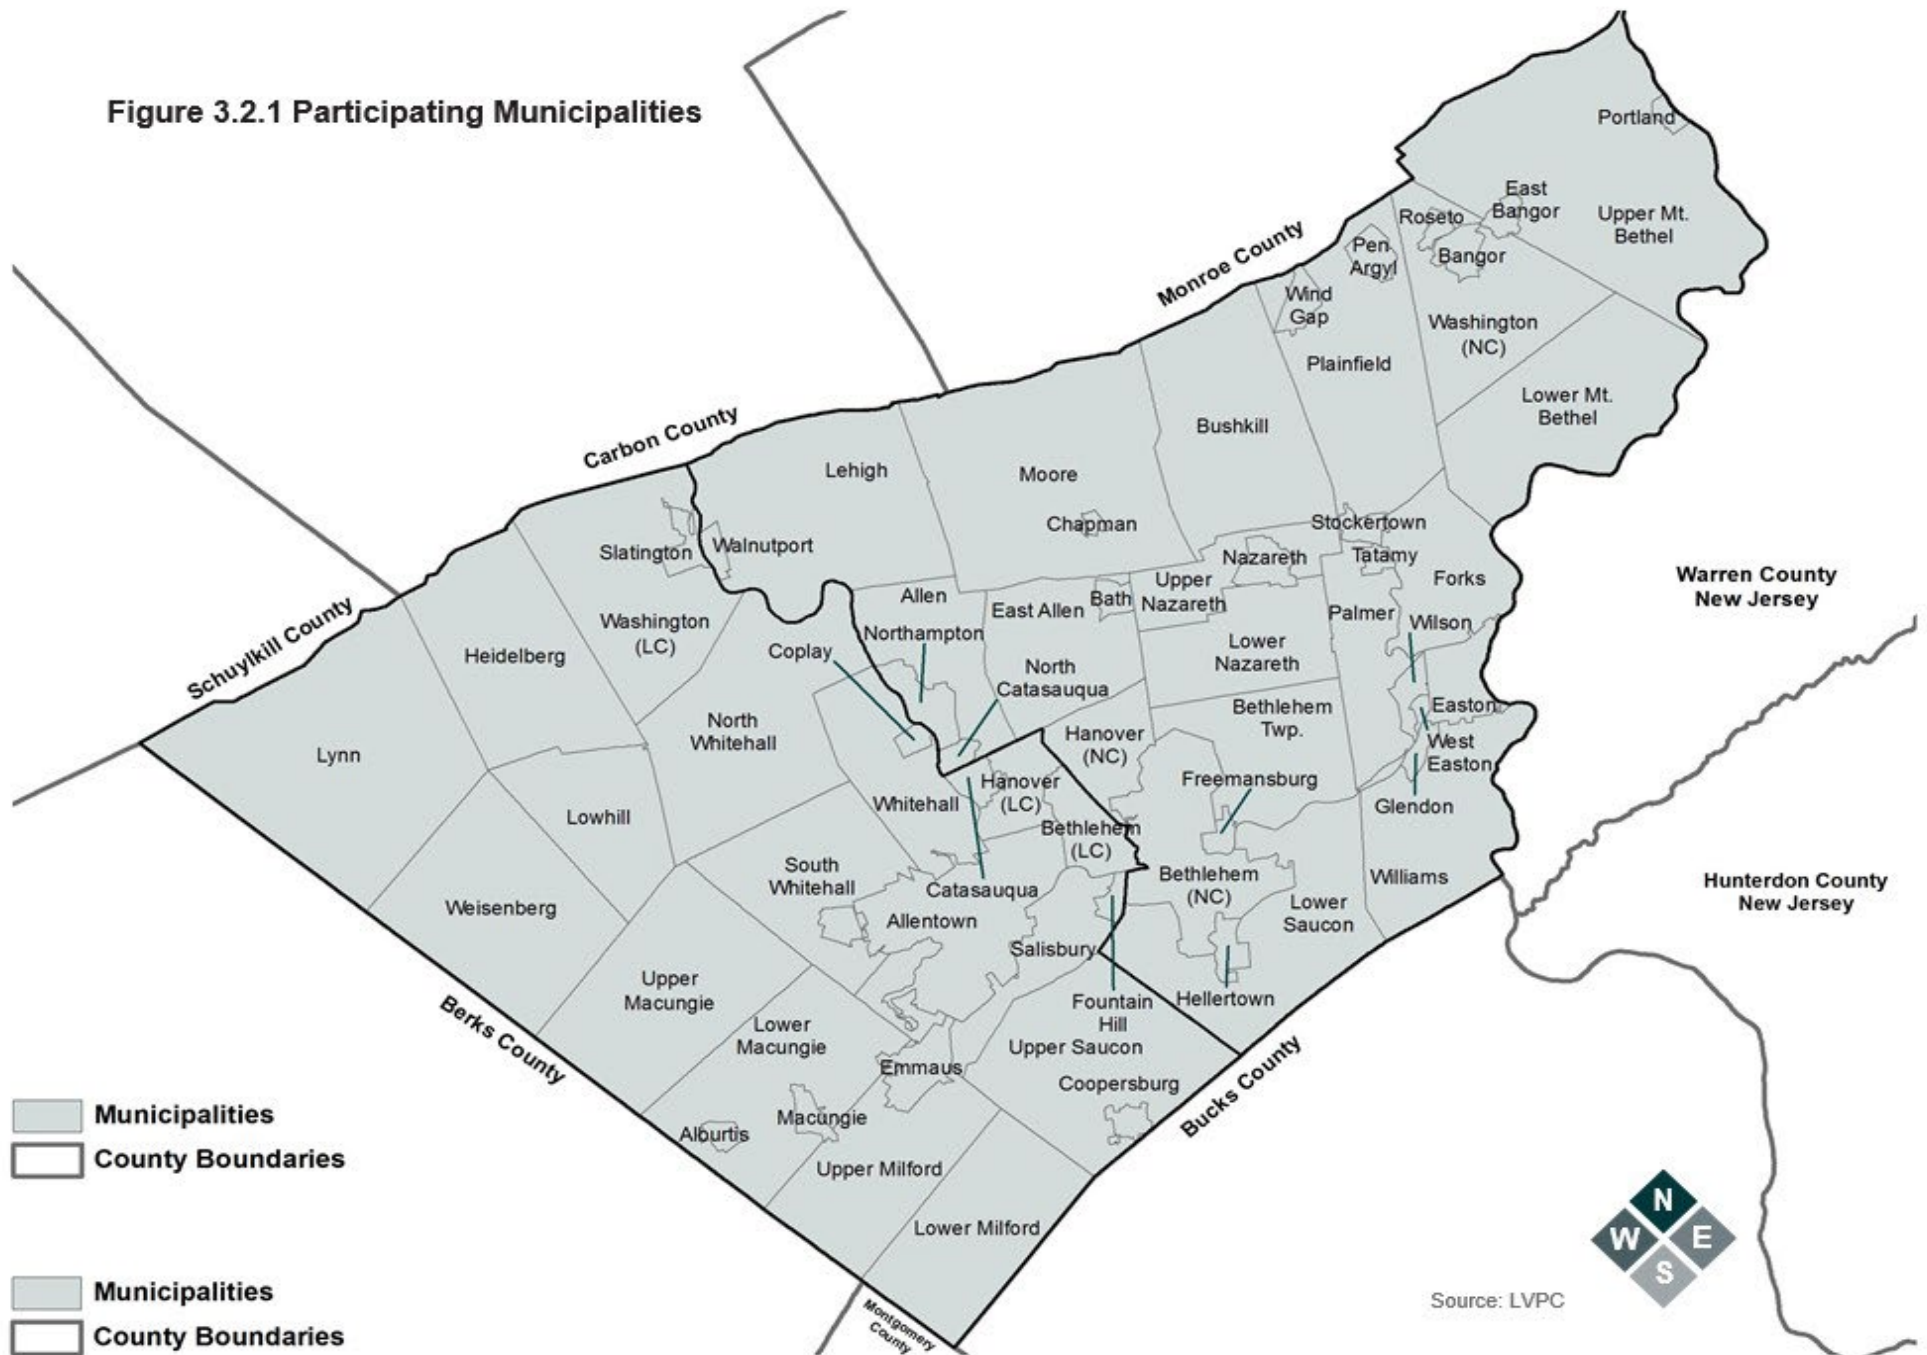 Figure 3.2.1 Participating Municipalities
Portland
East
Bangor
Roseto
Upper Mt.
Bethel
Pen
Argyl
Bangor
Monroe County
Wind
Gap
Washington
(NC)
Plainfield
Lower Mt.
Bethel
Carbon County
Bushkill
Lehigh
Moore
Chapman
Stockertown
Slatington
Walnutport
Nazareth
Tatamy
Upper
Nazareth
Forks
Warren County
New Jersey
Allen
East Allen
Bath
Palmer
Wilson
Schuylkill County
Washington
(LC)
Northampton
Heidelberg
Coplay
Lower
Nazareth
North
Catasauqua
Lynn
North
Whitehall
Bethlehem
Twp.
Easton
Hanover
(NC)
West
Easton
Freemansburg
Hanover
(LC)
Whitehall
Glendon
Lowhill
Bethlehem
(LC)
South
Whitehall
Catasauqua
Bethlehem
(NC)
Williams
Hunterdon County
New Jersey
Weisenberg
Allentown
Lower
Saucon
Salisbury
Upper
Macungie
Fountain
Hill
Hellertown
Berks County
Lower
Macungie
Upper Saucon
Emmaus
Coopersburg
Bucks County
Macungie
Alburtis
Upper Milford
Lower Milford
Montgomery
County
Municipalities
County Boundaries
Municipalities
County Boundaries
N
W
E
S
Source: LVPC